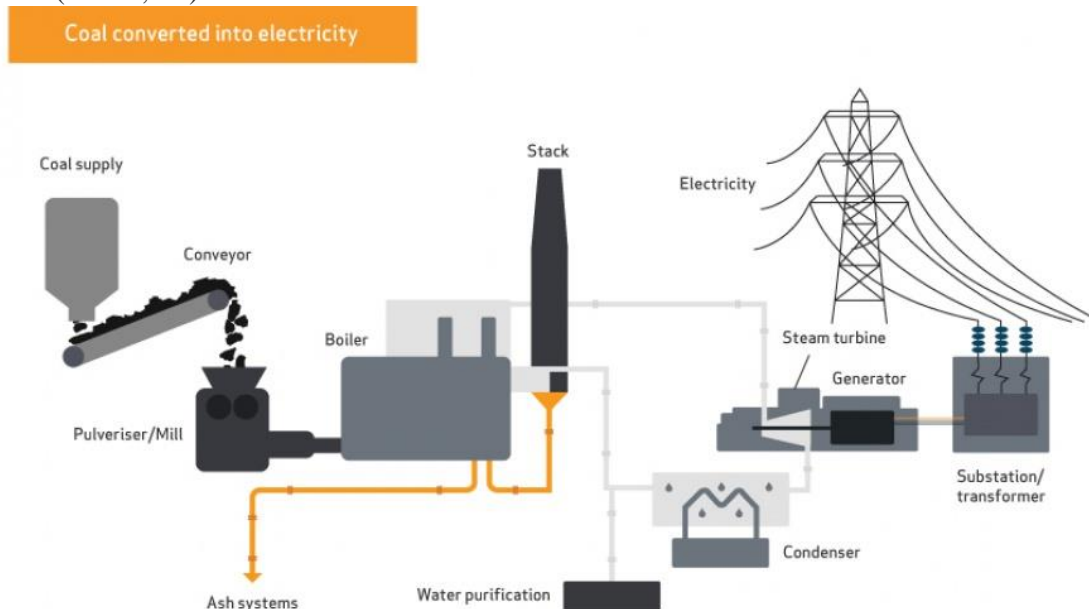 Coal converted into electricity
Coal supply
Conveyor
Stack
Electricity
Boiler
Steam turbine
Generator
Pulveriser/Mill
Substation/
transformer
Condenser
Water purification
Ash systems